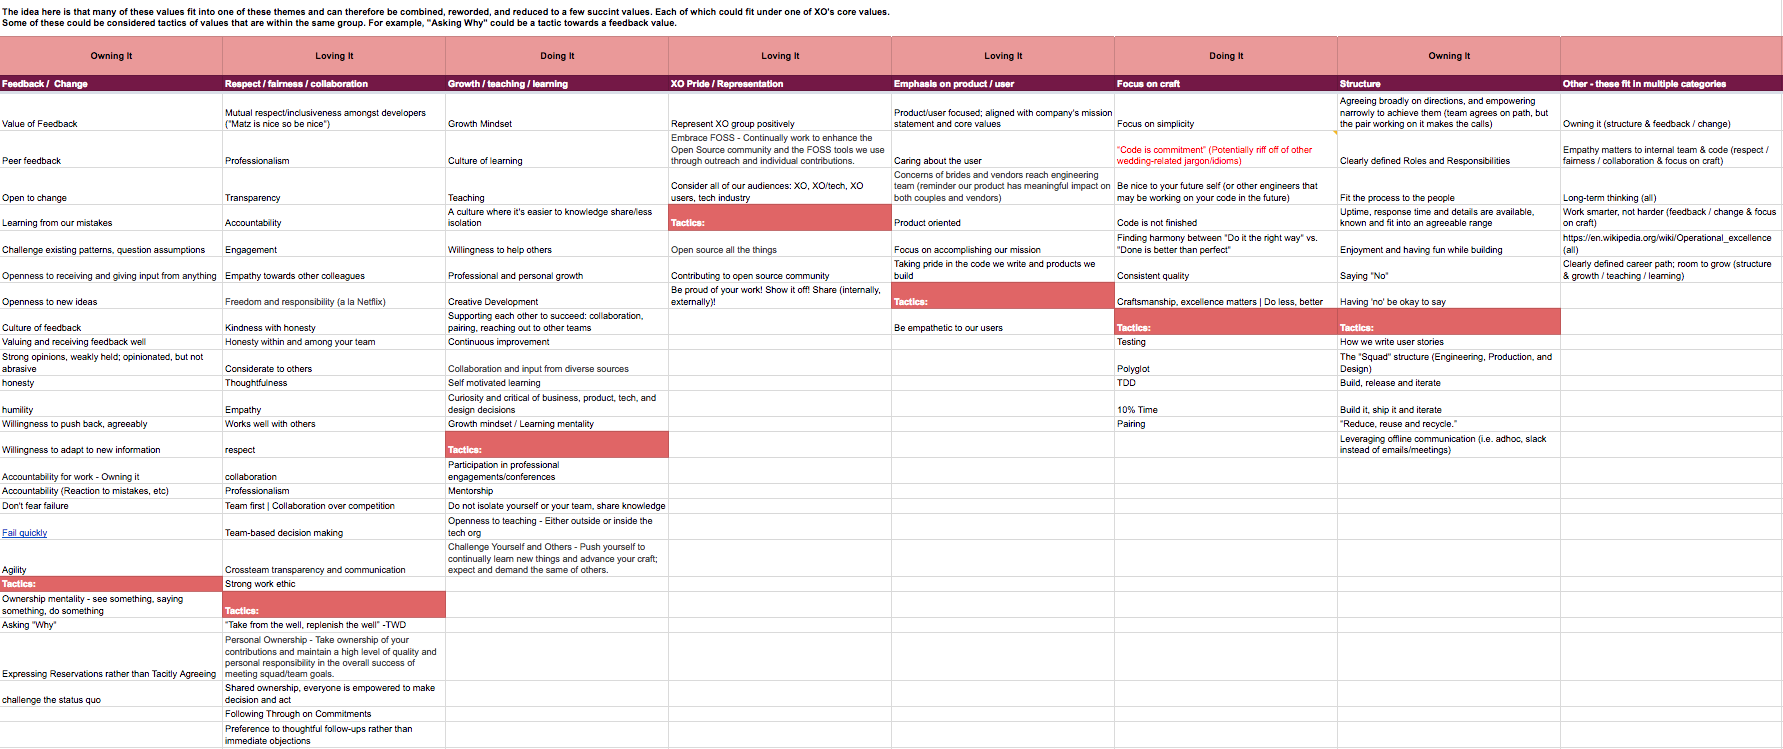 The idea here is that many of these values fit into one of these themes and can therefore be combined, reworded, and reduced to a few succint values. Each of which could fit under one of XO's core values.
Some of these could be considered tactics of values that are within the same group. For example, "Asking Why" could be a tactic towards a feedback value.
Owning It
Loving It
Doing It
Loving It
Loving It
Doing It
Owning It
Feedback / Change
Respect / fairness / collaboration
Growth / teaching / learning
XO Pride / Representation
Emphasis on product / user
Focus on craft
Structure
Other - these fit in multiple categories
Value of Feedback
Mutual respect/inclusiveness amongst developers
("Matz is nice so be nice")
Growth Mindset
Represent XO group positively
Product/user focused; aligned with company's mission
statement and core values
Focus on simplicity
Agreeing broadly on directions, and empowering
narrowly to achieve them (team agrees on path, but
the pair working on it makes the calls)
Owning it (structure & feedback / change)
Peer feedback
Professionalism
Culture of learning
Embrace FOSS - Continually work to enhance the
Open Source community and the FOSS tools we use
through outreach and individual contributions.
Caring about the user
"Code is commitment" (Potentially riff off of other
wedding-related jargon/idioms)
Clearly defined Roles and Responsibilities
Empathy matters to internal team & code (respect /
fairness / collaboration & focus on craft)
Open to change
Transparency
Teaching
Consider all of our audiences: XO, XO/tech, XO
users, tech industry
Concerns of brides and vendors reach engineering
team (reminder our product has meaningful impact on
both couples and vendors)
Be nice to your future self (or other engineers that
may be working on your code in the future)
Fit the process to the people
Long-term thinking (all)
Learning from our mistakes
Accountability
A culture where it's easier to knowledge share/less
isolation
Tactics:
Product oriented
Code is not finished
Uptime, response time and details are available,
known and fit into an agreeable range
Work smarter, not harder (feedback / change & focus
on craft)
Challenge existing patterns, question assumptions
Engagement
Willingness to help others
Open source all the things
Focus on accomplishing our mission
Finding harmony between "Do it the right way" vs.
"Done is better than perfect"
Enjoyment and having fun while building
https://en.wikipedia.org/wiki/Operational_excellence
(all)
Openness to receiving and giving input from anything
Empathy towards other colleagues
Professional and personal growth
Contributing to open source community
Taking pride in the code we write and products we
build
Consistent quality
Saying "No"
Clearly defined career path; room to grow (structure
& growth / teaching / learning)
Openness to new ideas
Freedom and responsibility (a la Netflix)
Creative Development
Be proud of your work! Show it off! Share (internally,
externally)!
Tactics:
Craftsmanship, excellence matters | Do less, better
Having 'no' be okay to say
Culture of feedback
Kindness with honesty
Supporting each other to succeed: collaboration,
pairing, reaching out to other teams
Be empathetic to our users
Tactics:
Tactics:
Valuing and receiving feedback well
Honesty within and among your team
Continuous improvement
Testing
How we write user stories
Strong opinions, weakly held; opinionated, but not
abrasive
Considerate to others
Collaboration and input from diverse sources
Polyglot
The "Squad" structure (Engineering, Production, and
Design)
honesty
Thoughtfulness
Self motivated learning
TDD
Build, release and iterate
humility
Empathy
Curiosity and critical of business, product, tech, and
design decisions
10% Time
Build it, ship it and iterate
Willingness to push back, agreeably
Works well with others
Growth mindset / Learning mentality
Pairing
"Reduce, reuse and recycle."
Willingness to adapt to new information
respect
Tactics:
Leveraging offline communication (i.e. adhoc, slack
instead of emails/meetings)
Accountability for work - Owning it
collaboration
Participation in professional
engagements/conferences
Accountability (Reaction to mistakes, etc)
Professionalism
Mentorship
Don't fear failure
Team first | Collaboration over competition
Do not isolate yourself or your team, share knowledge
Fail quickly
Team-based decision making
Openness to teaching - Either outside or inside the
tech org
Agility
Crossteam transparency and communication
Challenge Yourself and Others - Push yourself to
continually learn new things and advance your craft;
expect and demand the same of others.
Tactics:
Strong work ethic
Ownership mentality - see something, saying
something, do something
Tactics:
Asking "Why"
"Take from the well, replenish the well" -TWD
Expressing Reservations rather than Tacitly Agreeing
Personal Ownership - Take ownership of your
contributions and maintain a high level of quality and
personal responsibility in the overall success of
meeting squad/team goals.
challenge the status quo
Shared ownership, everyone is empowered to make
decision and act
Following Through on Commitments
Preference to thoughtful follow-ups rather than
immediate objections